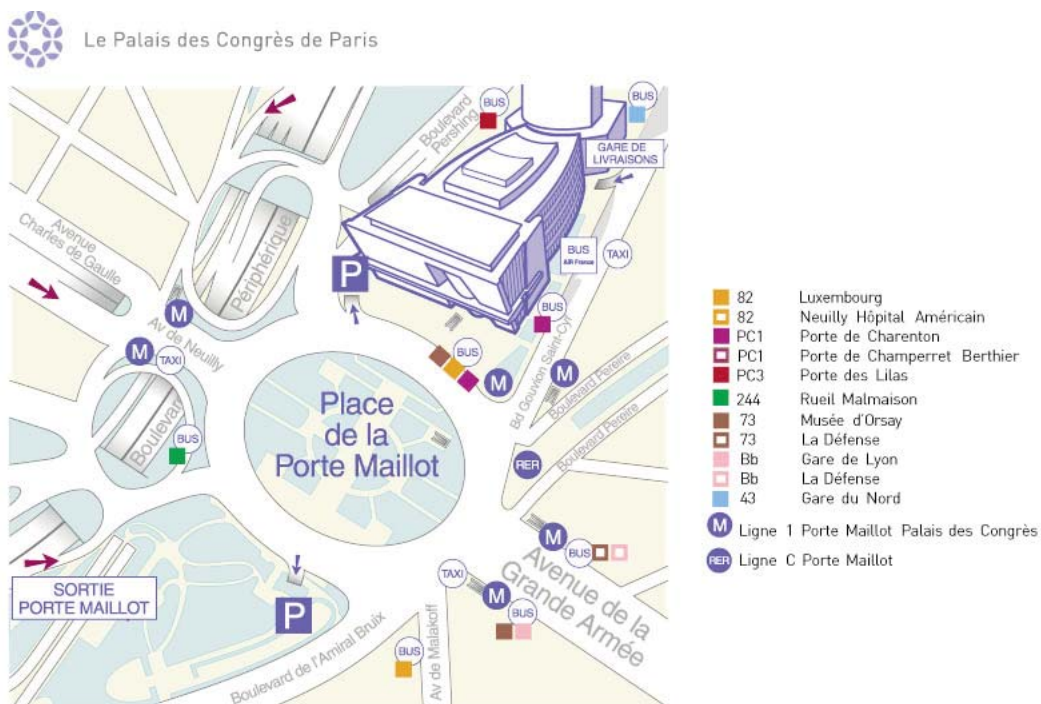 Le Palais des Congrès de Paris
BUS
BUS
Boulevard
Pershing
GARE DE
LIVRAISONS
Avenue
Charles de Gaulle
Périphérique
P
BUS
AIR France
TAXI
M
Av de Neuilly
BUS
M
TAXI
BUS
M
Bd Gouvion Saint-Cyr
M
Boulevard Pereire
Boulevard Pereire
Place
de la
Porte Maillot
Boulevard
BUS
RER
M
BUS
Avenue de la
Grande Armée
SORTIE
PORTE MAILLOT
P
TAXI
M
BUS
Boulevard de l'Amiral Bruix
BUS
Av de Malakoff
82 Luxembourg
82 Neuilly Hôpital Américain
PC1 Porte de Charenton
PC1 Porte de Champerret Berthier
PC3 Porte des Lilas
244 Rueil Malmaison
73 Musée d'Orsay
73 La Défense
Bb Gare de Lyon
Bb La Défense
43 Gare du Nord
M Ligne 1 Porte Maillot Palais des Congrès
RER Ligne C Porte Maillot